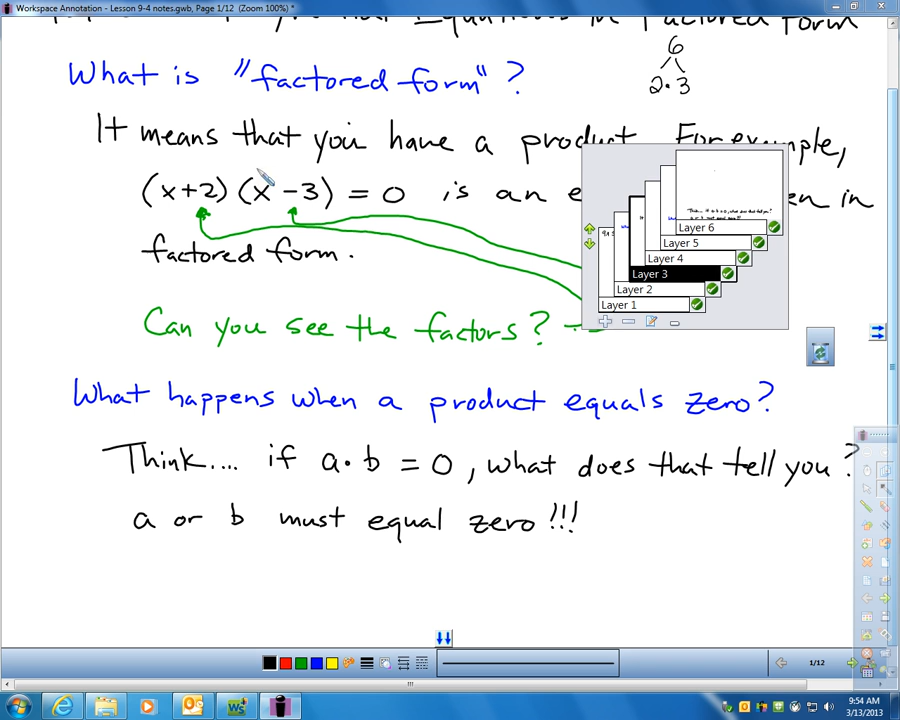 Workspace Annotation - Lesson 9-4 notes.gwb, Page 1/12 (Zoom 100%) *
Equations in factored form
6
2·3
What is "factored form"?
It means that you have a product. For example,
(x+2)(x-3) = 0 is an in
factored form.
Can you see the factors?
What happens when a product equals zero?
Think.... if a·b = 0, what does that tell you?
a or b must equal zero!!!
Layer 6
Layer 5
Layer 4
Layer 3
Layer 2
Layer 1
1/12
9:54 AM
3/13/2013